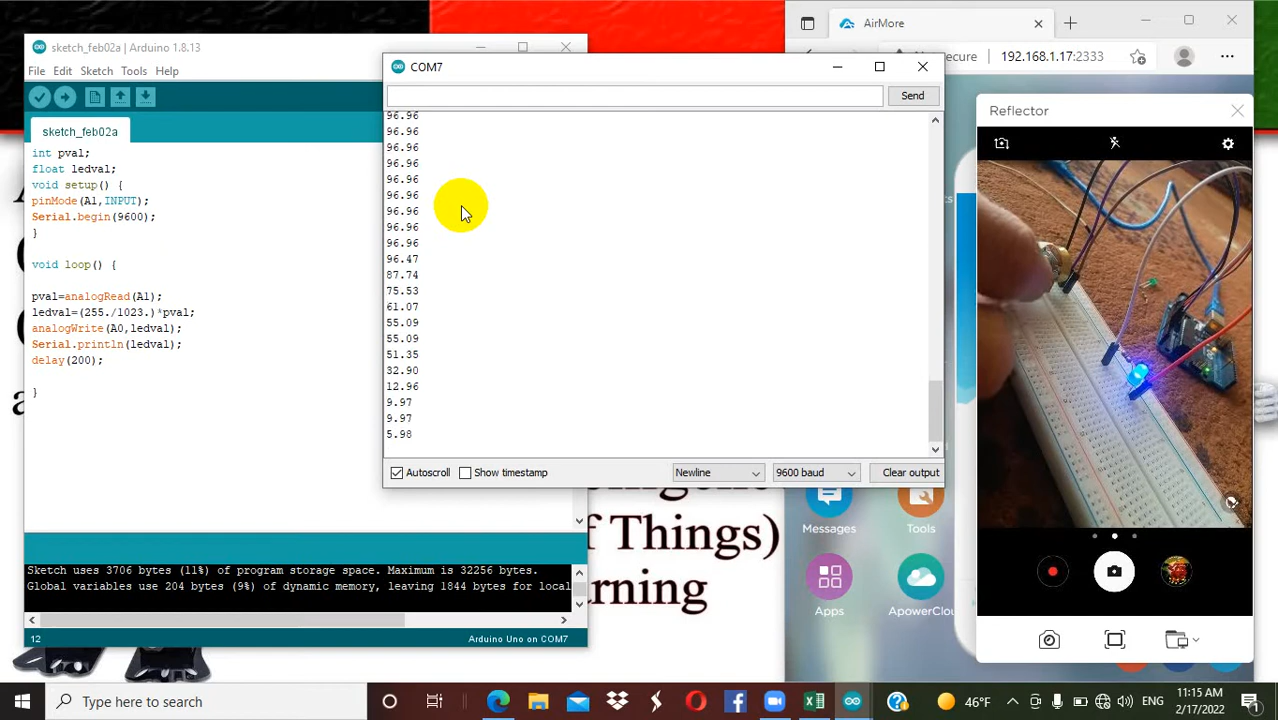 sketch_feb02a | Arduino 1.8.13
File Edit Sketch Tools Help
sketch_feb02a
int pval;
float ledval;
void setup() {
pinMode(A1,INPUT);
Serial.begin(9600);
}
void loop() {
pval=analogRead(A1);
ledval=(255./1023.)*pval;
analogWrite(A0,ledval);
Serial.println(ledval);
delay(200);
}
Sketch uses 3706 bytes (11%) of program storage space. Maximum is 32256 bytes.
Global variables use 204 bytes (9%) of dynamic memory, leaving 1844 bytes for local
12
Arduino Uno on COM7
COM7
Send
96.96
96.96
96.96
96.96
96.96
96.96
96.96
96.96
96.96
96.47
87.74
75.53
61.07
55.09
55.09
51.35
32.90
12.96
9.97
9.97
5.98
Autoscroll
Show timestamp
Newline
9600 baud
Clear output
f Things)
rning
AirMore
192.168.1.17:2333
Messages
Tools
Apps
ApowerClou
Reflector
Type here to search
46°F
ENG
11:15 AM
2/17/2022